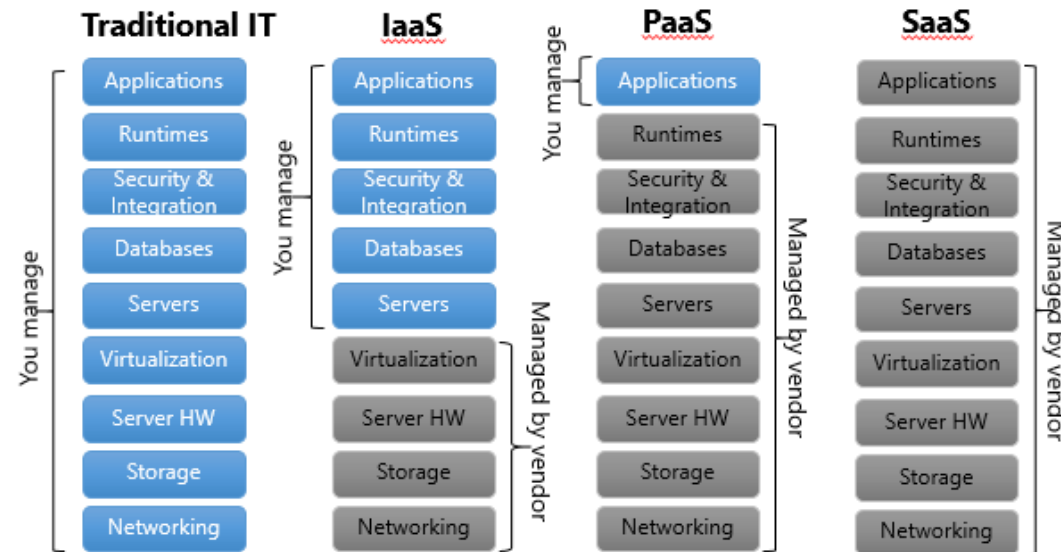 Traditional IT
Applications
Runtimes
Security &
Integration
Databases
Servers
Virtualization
Server HW
Storage
Networking
You manage
IaaS
Applications
Runtimes
Security &
Integration
Databases
Servers
Virtualization
Server HW
Storage
Networking
You manage
Managed by vendor
PaaS
Applications
Runtimes
Security &
Integration
Databases
Servers
Virtualization
Server HW
Storage
Networking
You manage
Managed by vendor
SaaS
Applications
Runtimes
Security &
Integration
Databases
Servers
Virtualization
Server HW
Storage
Networking
Managed by vendor